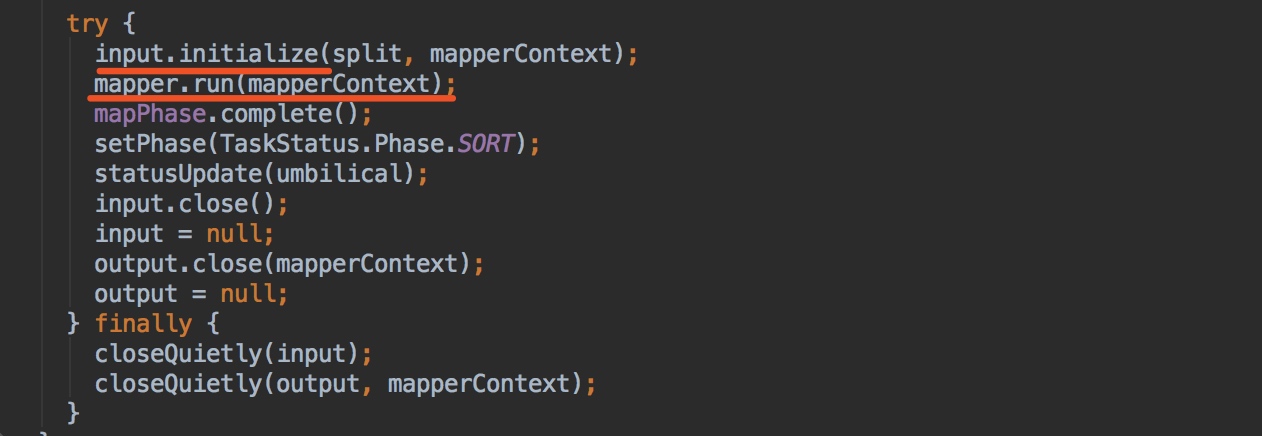 try {
input.initialize(split, mapperContext);
mapper.run(mapperContext);
mapPhase.complete();
setPhase(TaskStatus.Phase.SORT);
statusUpdate(umbilical);
input.close();
input = null;
output.close(mapperContext);
output = null;
} finally {
closeQuietly(input);
closeQuietly(output, mapperContext);
}
}